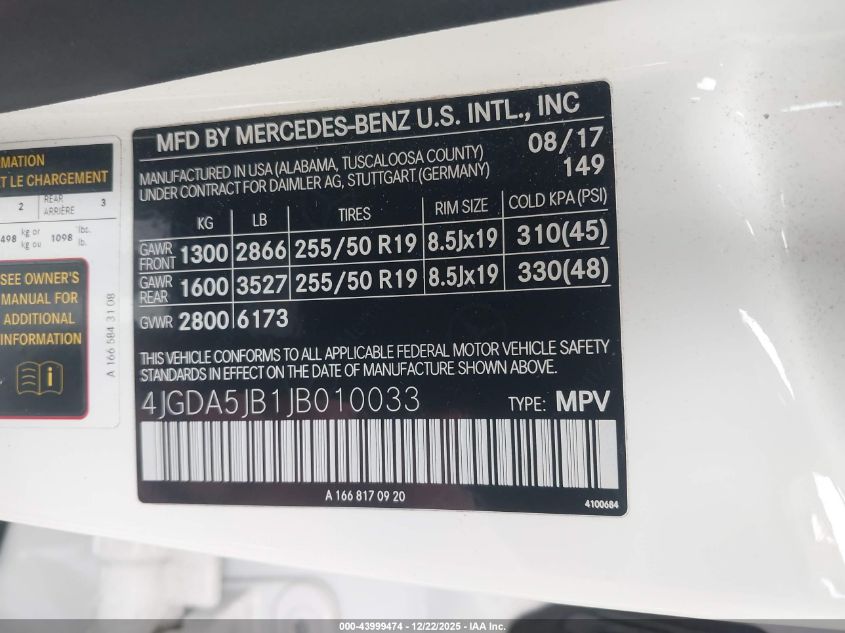 MATION
T LE CHARGEMENT
2 REAR ARRIÈRE 3
498 kg or kg ou 1098 lbs. lb.
SEE OWNER'S
MANUAL FOR
ADDITIONAL
INFORMATION
A 166 584 31 08
MFD BY MERCEDES-BENZ U.S. INTL., INC
MANUFACTURED IN USA (ALABAMA, TUSCALOOSA COUNTY) 08/17
UNDER CONTRACT FOR DAIMLER AG, STUTTGART (GERMANY) 149
KG LB TIRES RIM SIZE COLD KPA (PSI)
GAWR FRONT 1300 2866 255/50 R19 8.5Jx19 310(45)
GAWR REAR 1600 3527 255/50 R19 8.5Jx19 330(48)
GVWR 2800 6173
THIS VEHICLE CONFORMS TO ALL APPLICABLE FEDERAL MOTOR VEHICLE SAFETY
STANDARDS IN EFFECT ON THE DATE OF MANUFACTURE SHOWN ABOVE.
4JGDA5JB1JB010033 TYPE: MPV
A 166 817 09 20
4100684
000-43999474 - 12/22/2025 - IAA Inc.